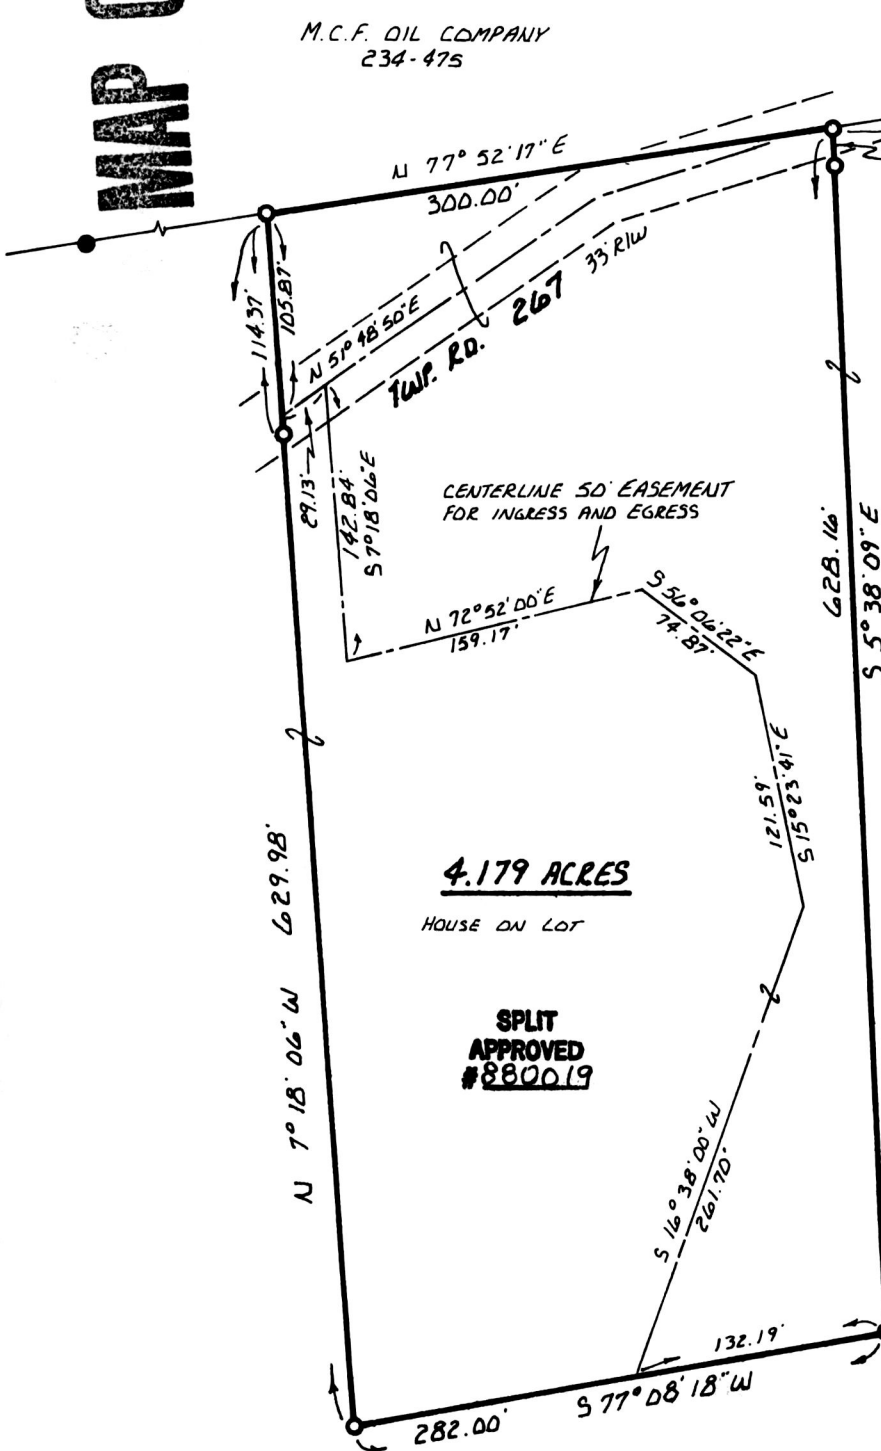 MAP
M.C.F. OIL COMPANY
234-475
N 77° 52' 17" E
300.00'
114.37'
105.87'
N 51° 48' 50" E
TWP. RD. 267 33' R/W
29.13'
142.84'
S 7° 18' 06" E
CENTERLINE 50' EASEMENT
FOR INGRESS AND EGRESS
N 72° 52' 00" E
159.17'
S 56° 06' 22" E
74.87'
628.16'
S 5° 38' 09" E
121.59'
S 15° 23' 41" E
N 7° 18' 06" W 629.98'
4.179 ACRES
HOUSE ON LOT
SPLIT
APPROVED
#880019
S 16° 38' 00" W
261.70'
132.19'
282.00' S 77° 08' 18" W